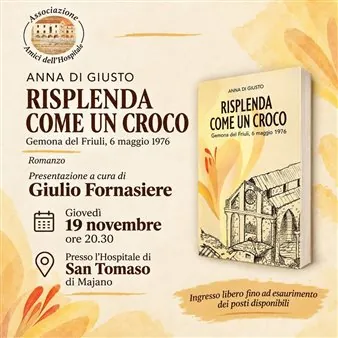 Associazione
Amici dell'Hospitale
ANNA DI GIUSTO
RISPLENDA
COME UN CROCO
Gemona del Friuli, 6 maggio 1976
Romanzo
Presentazione a cura di
Giulio Fornasiere
Giovedì
19 novembre
ore 20.30
Presso l'Hospitale di
San Tomaso
di Majano
ANNA DI GIUSTO
RISPLENDA
COME UN CROCO
Gemona del Friuli, 6 maggio 1976
Ingresso libero fino ad esaurimento
dei posti disponibili